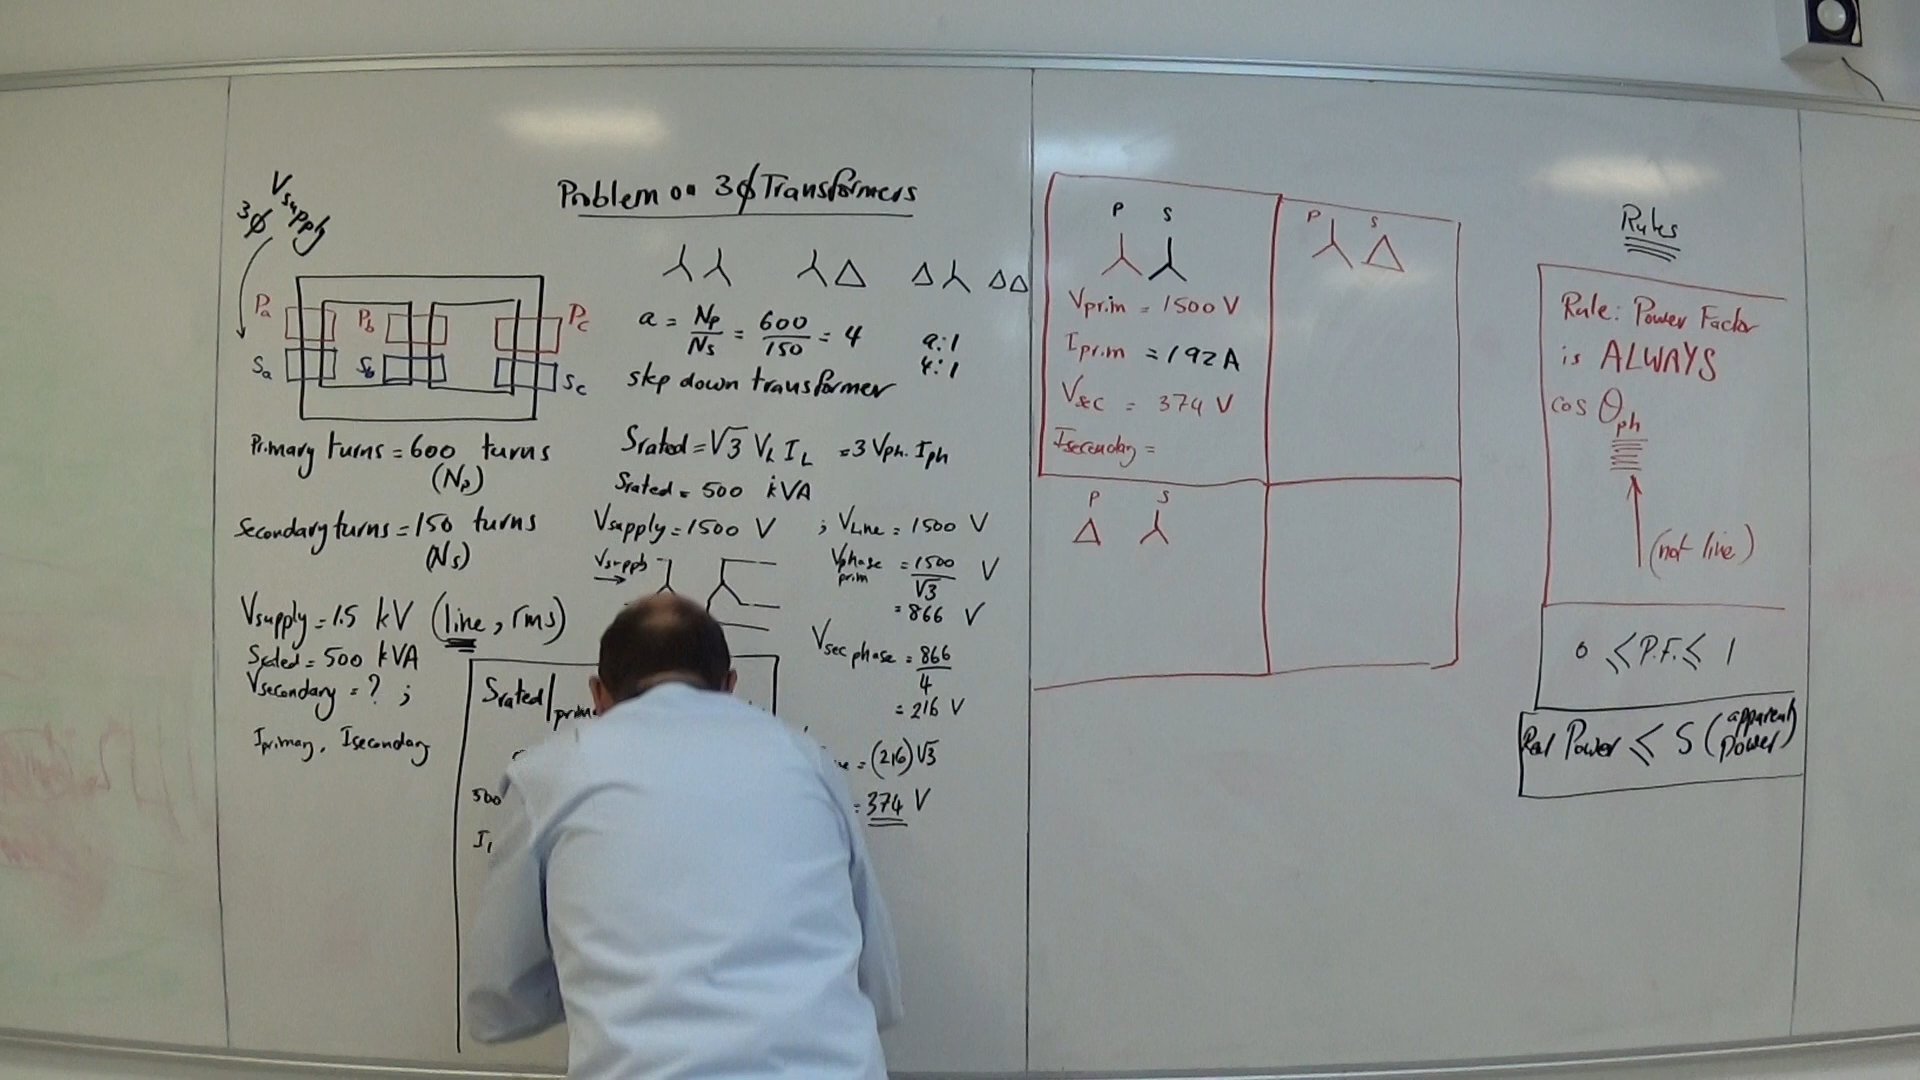 Problem on 3ϕ Transformers
Vsupply
3ϕ
Pa
Pb
Pc
Sa
Sb
Sc
Primary turns = 600 turns
(Np)
Secondary turns = 150 turns
(Ns)
Vsupply = 1.5 kV (line, rms)
Srated = 500 kVA
Vsecondary = ? ;
Iprimary, Isecondary
Y Y Y Δ Δ Y Δ Δ
a = Np/Ns = 600/150 = 4
a:1
4:1
step down transformer
Srated = √3 VL IL = 3 Vph. Iph
Srated = 500 kVA
Vsupply = 1500 V ; VLine = 1500 V
Vsupply
Vphase prim = 1500/√3 V
= 866 V
Vsec phase = 866/4
= 216 V
= (216)√3
= 374 V
Srated/
500
P S
Y Y
Vprim = 1500 V
Iprim = 192 A
Vsec = 374 V
Isecondary =
P S
Y Δ
P S
Δ Y
Rules
Rule: Power Factor
is ALWAYS
cos θph
(not line)
0 ≤ P.F. ≤ 1
Real Power ≤ S (apparent power)